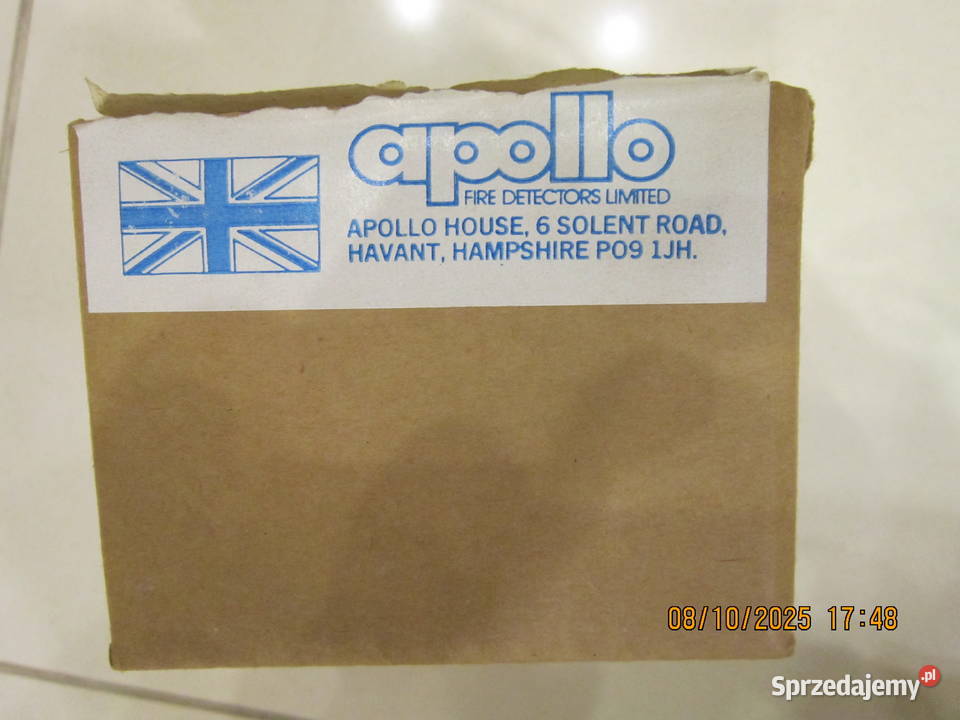 apollo
FIRE DETECTORS LIMITED
APOLLO HOUSE, 6 SOLENT ROAD,
HAVANT, HAMPSHIRE PO9 1JH.
08/10/2025 17:48
Sprzedajemy.pl